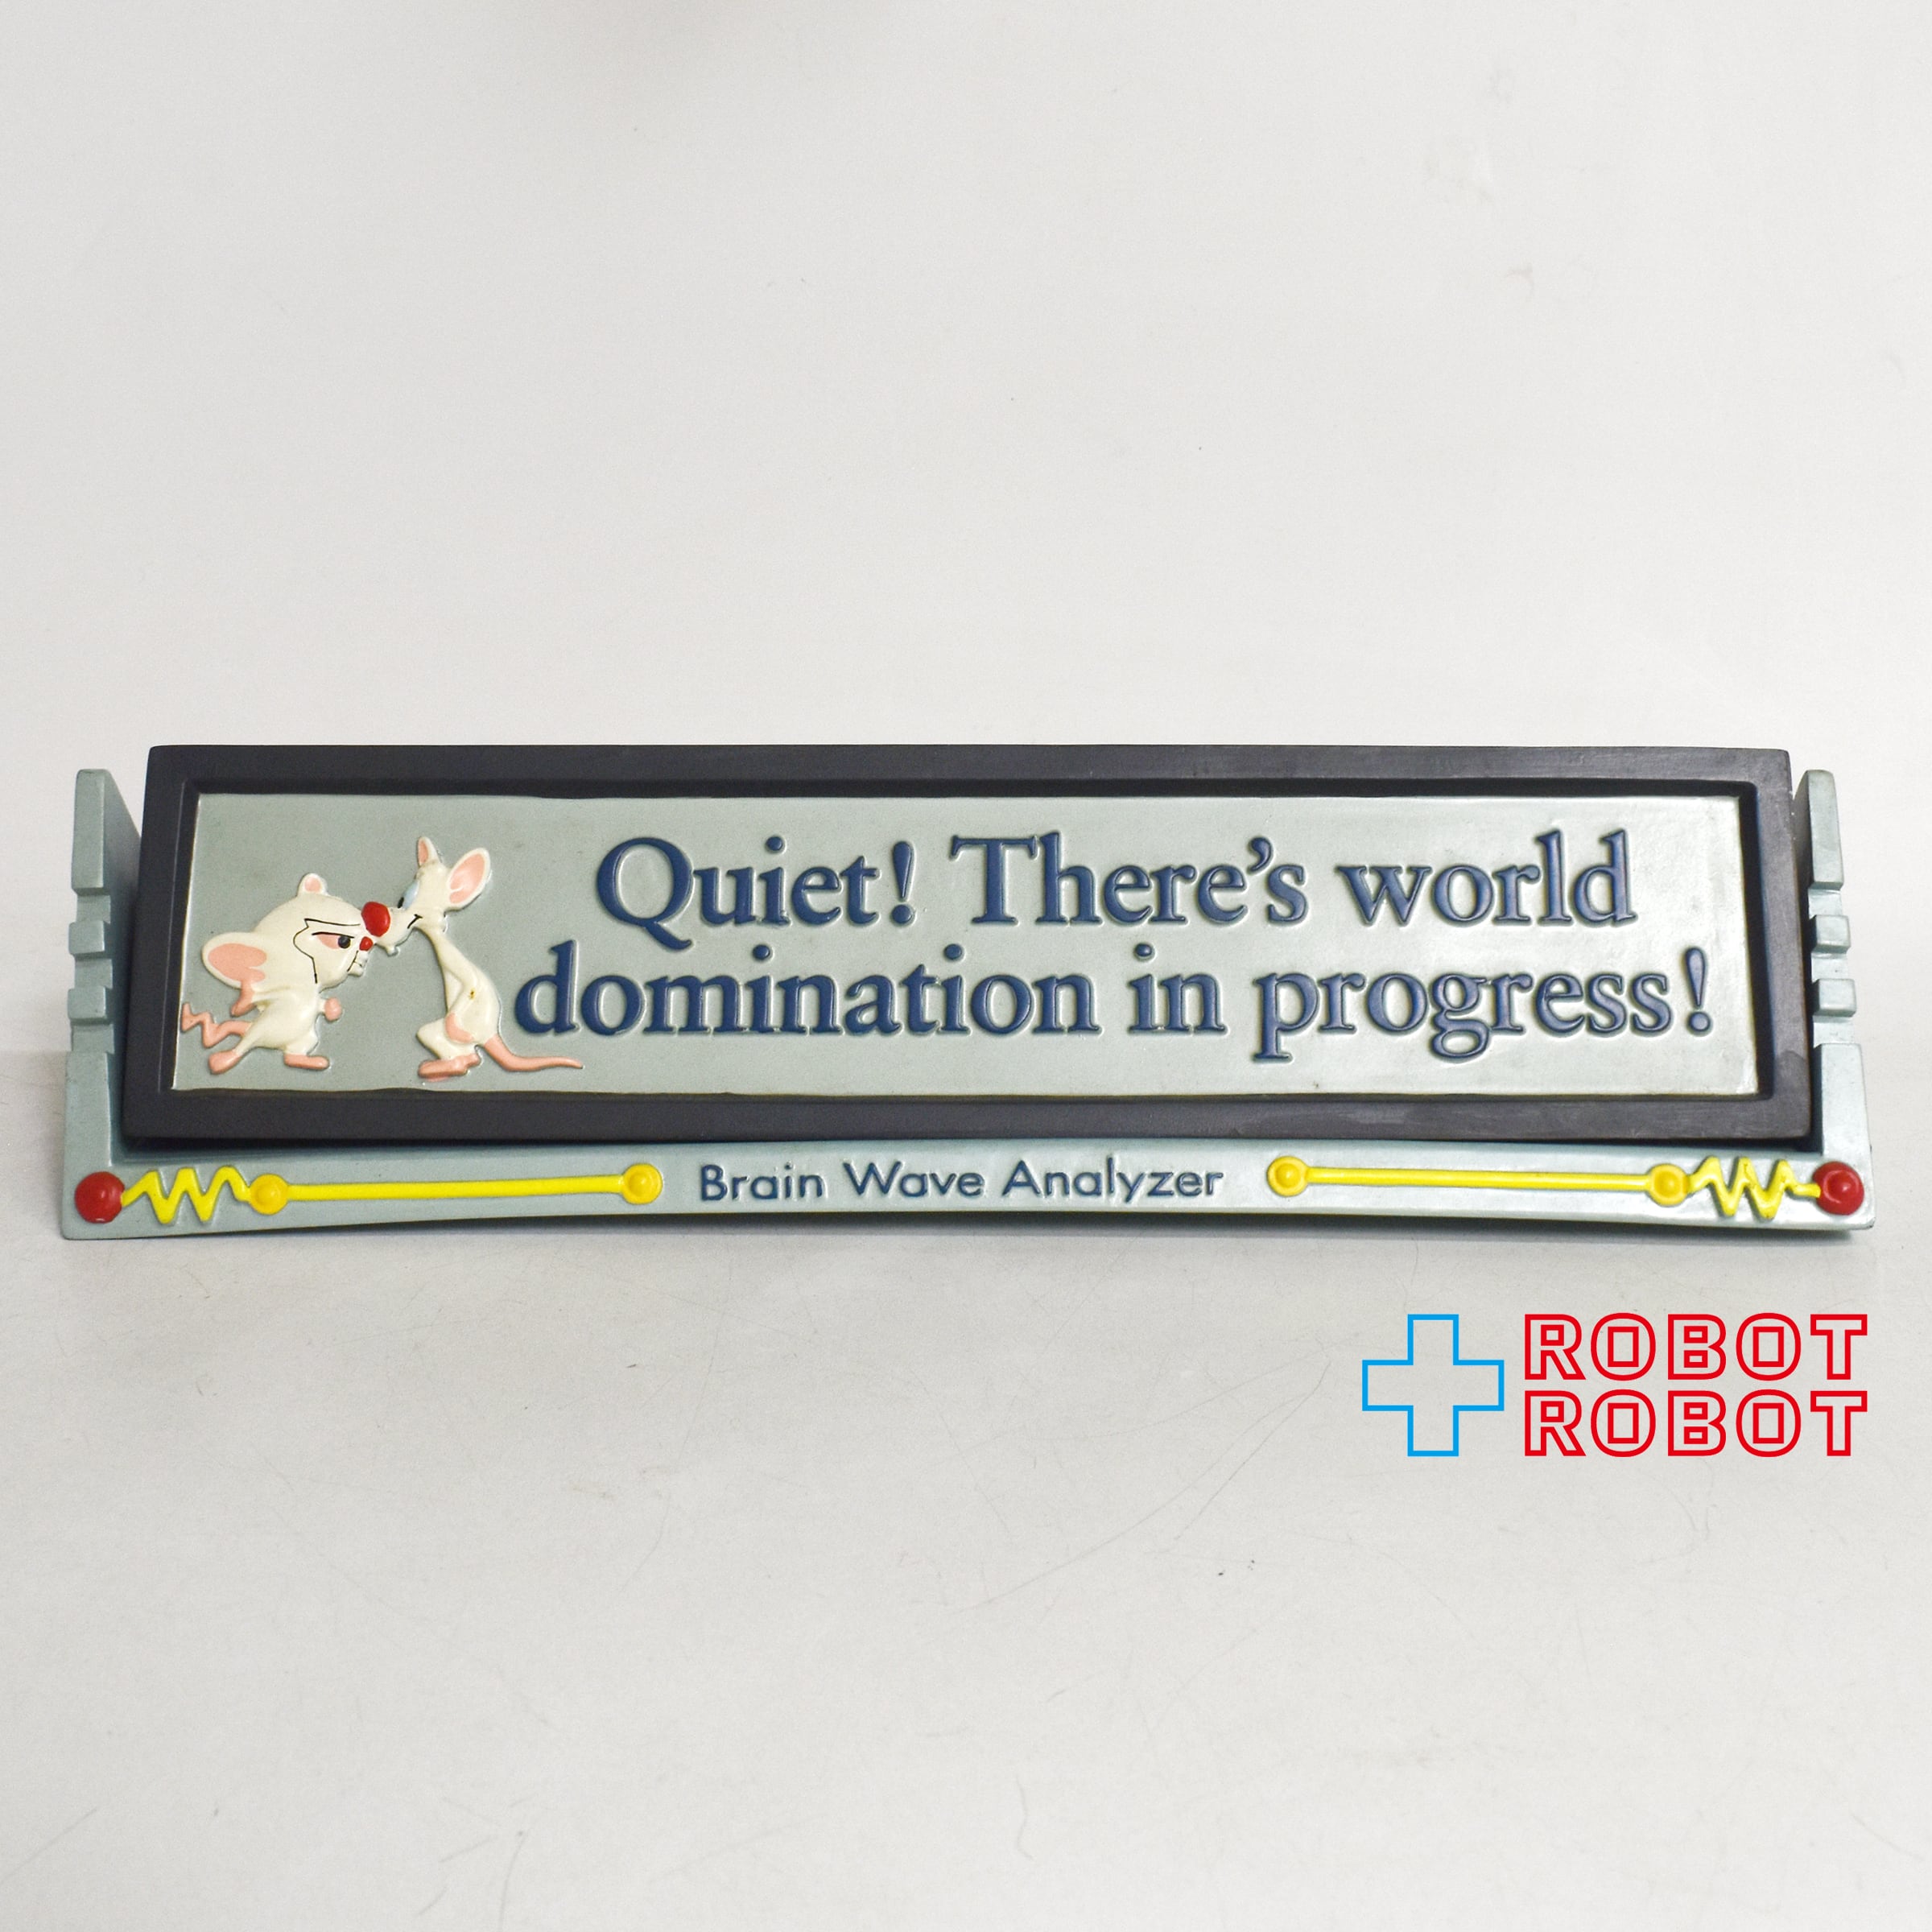 Quiet! There's world
domination in progress!
Brain Wave Analyzer
ROBOT
ROBOT